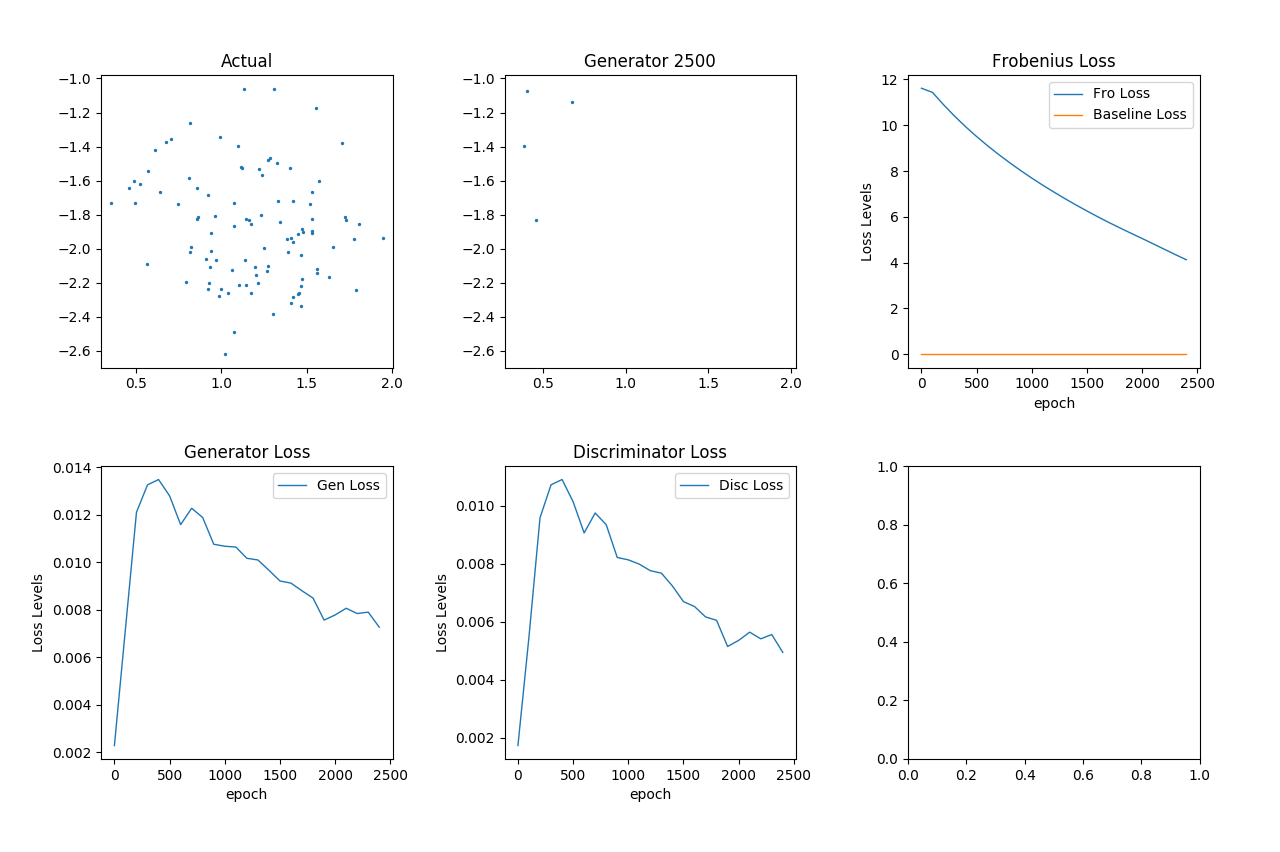 Actual
−1.0
−1.2
−1.4
−1.6
−1.8
−2.0
−2.2
−2.4
−2.6
0.5 1.0 1.5 2.0
Generator 2500
−1.0
−1.2
−1.4
−1.6
−1.8
−2.0
−2.2
−2.4
−2.6
0.5 1.0 1.5 2.0
Frobenius Loss
Fro Loss
Baseline Loss
Loss Levels
12
10
8
6
4
2
0
0 500 1000 1500 2000 2500
epoch
Generator Loss
Gen Loss
Loss Levels
0.014
0.012
0.010
0.008
0.006
0.004
0.002
0 500 1000 1500 2000 2500
epoch
Discriminator Loss
Disc Loss
Loss Levels
0.010
0.008
0.006
0.004
0.002
0 500 1000 1500 2000 2500
epoch
1.0
0.8
0.6
0.4
0.2
0.0
0.0 0.2 0.4 0.6 0.8 1.0